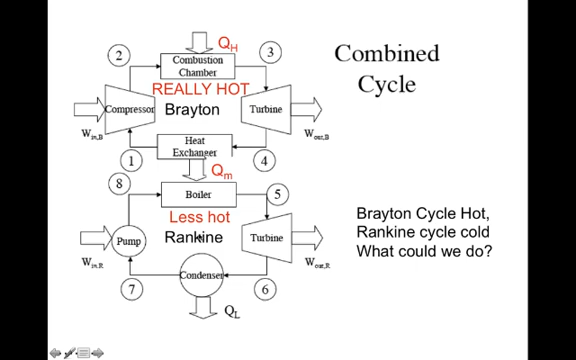 Combined
Cycle
Q_H
2
3
Combustion
Chamber
REALLY HOT
Compressor
Brayton
Turbine
W_in,B
W_out,B
Heat
Exchanger
1
4
Q_m
8
Boiler
5
Less hot
Rankine
Pump
Turbine
W_in,R
W_out,R
Condenser
7
6
Q_L
Brayton Cycle Hot,
Rankine cycle cold
What could we do?